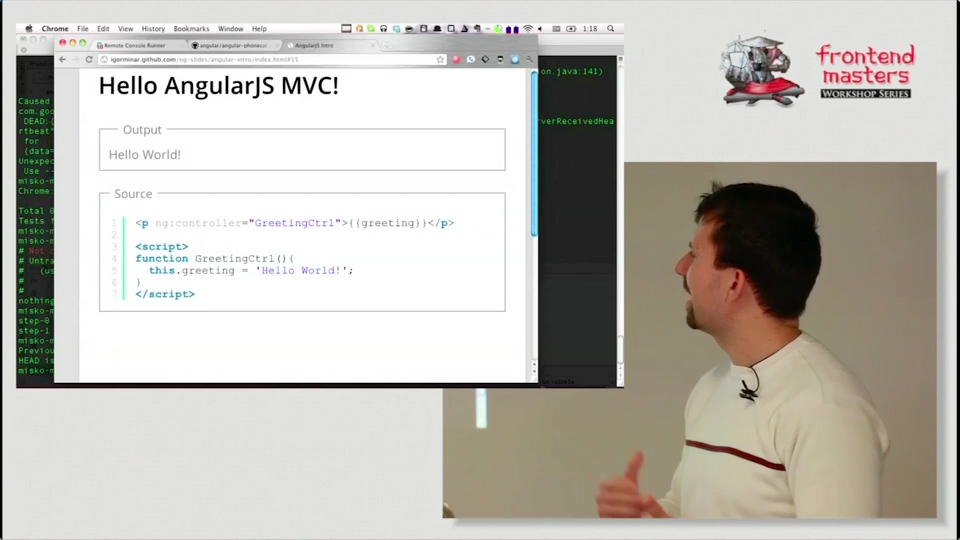 Chrome File Edit View History Bookmarks Window Help 1:18
Remote Console Runner angular/angular-phonecat AngularJS Intro
igorminar.github.com/ng-slides/angular-intro/index.html#15
Hello AngularJS MVC!
Output
Hello World!
Source
1 <p ng:controller="GreetingCtrl">{{greeting}}</p>
2
3 <script>
4 function GreetingCtrl(){
5 this.greeting = 'Hello World!';
6 }
7 </script>
on.java:141)
verReceivedHea
Caused
com.goo
DEAD:(
rtbeat"
for
{data=
Unexpec
Use --
misko-m
Chrome:
Total 0
Tests f
misko-m
misko-m
# Not c
# Untra
# (us
#
#
nothing
misko-m
step-0
step-1
misko-m
Previou
HEAD is
misko-m
frontend
masters
WORKSHOP SERIES